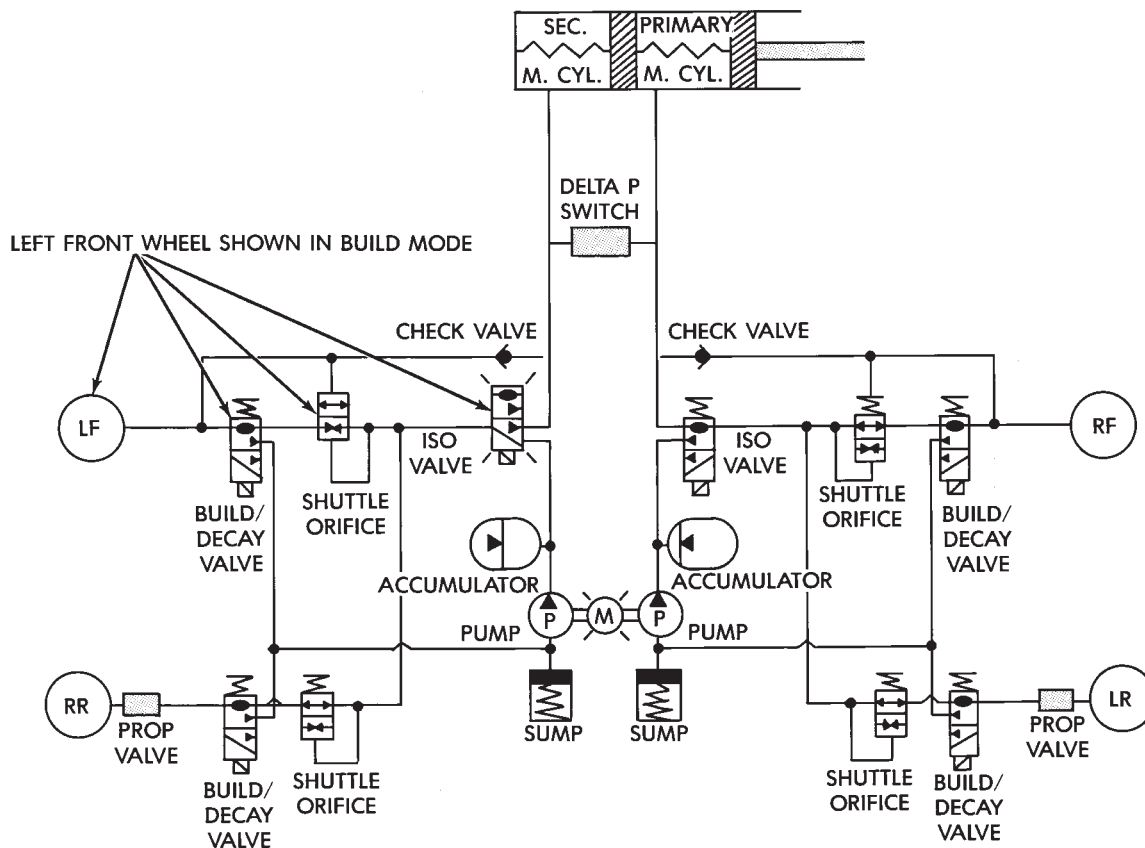 SEC. PRIMARY
M. CYL. M. CYL.
DELTA P
SWITCH
LEFT FRONT WHEEL SHOWN IN BUILD MODE
CHECK VALVE
CHECK VALVE
LF
RF
ISO
VALVE
ISO
VALVE
SHUTTLE
ORIFICE
SHUTTLE
ORIFICE
BUILD/
DECAY
VALVE
BUILD/
DECAY
VALVE
ACCUMULATOR
ACCUMULATOR
P
M
P
PUMP
PUMP
RR
LR
PROP
VALVE
SUMP
SUMP
PROP
VALVE
SHUTTLE
ORIFICE
SHUTTLE
ORIFICE
BUILD/
DECAY
VALVE
BUILD/
DECAY
VALVE